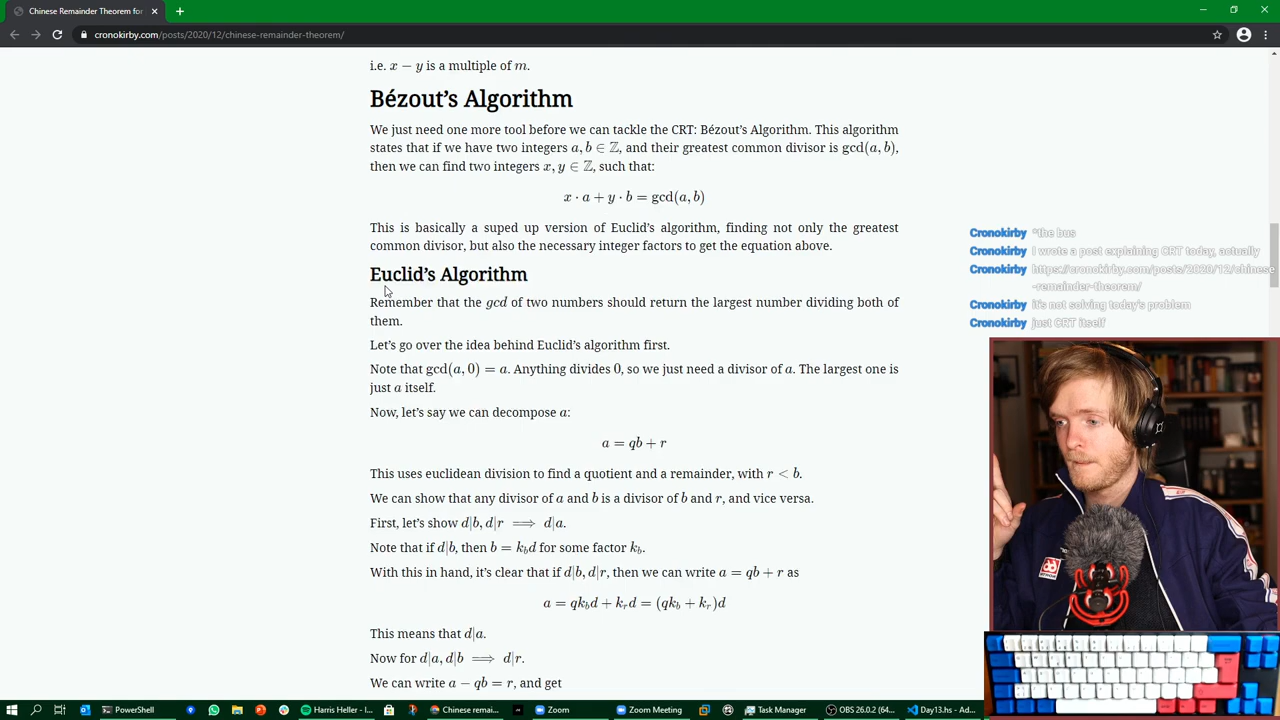 Chinese Remainder Theorem for
cronokirby.com/posts/2020/12/chinese-remainder-theorem/
i.e. x − y is a multiple of m.
Bézout's Algorithm
We just need one more tool before we can tackle the CRT: Bézout's Algorithm. This algorithm
states that if we have two integers a, b ∈ ℤ, and their greatest common divisor is gcd(a, b),
then we can find two integers x, y ∈ ℤ, such that:
x · a + y · b = gcd(a, b)
This is basically a suped up version of Euclid's algorithm, finding not only the greatest
common divisor, but also the necessary integer factors to get the equation above.
Euclid's Algorithm
Remember that the gcd of two numbers should return the largest number dividing both of
them.
Let's go over the idea behind Euclid's algorithm first.
Note that gcd(a, 0) = a. Anything divides 0, so we just need a divisor of a. The largest one is
just a itself.
Now, let's say we can decompose a:
a = qb + r
This uses euclidean division to find a quotient and a remainder, with r < b.
We can show that any divisor of a and b is a divisor of b and r, and vice versa.
First, let's show d|b, d|r ⟹ d|a.
Note that if d|b, then b = k_b d for some factor k_b.
With this in hand, it's clear that if d|b, d|r, then we can write a = qb + r as
a = qk_b d + k_r d = (qk_b + k_r)d
This means that d|a.
Now for d|a, d|b ⟹ d|r.
We can write a − qb = r, and get
Cronokirby *the bus
Cronokirby I wrote a post explaining CRT today, actually
Cronokirby https://cronokirby.com/posts/2020/12/chinese
-remainder-theorem/
Cronokirby it's not solving today's problem
Cronokirby just CRT itself
PowerShell
Harris Heller - ...
Chinese remai...
Zoom
Zoom Meeting
Task Manager
OBS 26.0.2 (64-...
Day13.hs - Ad...